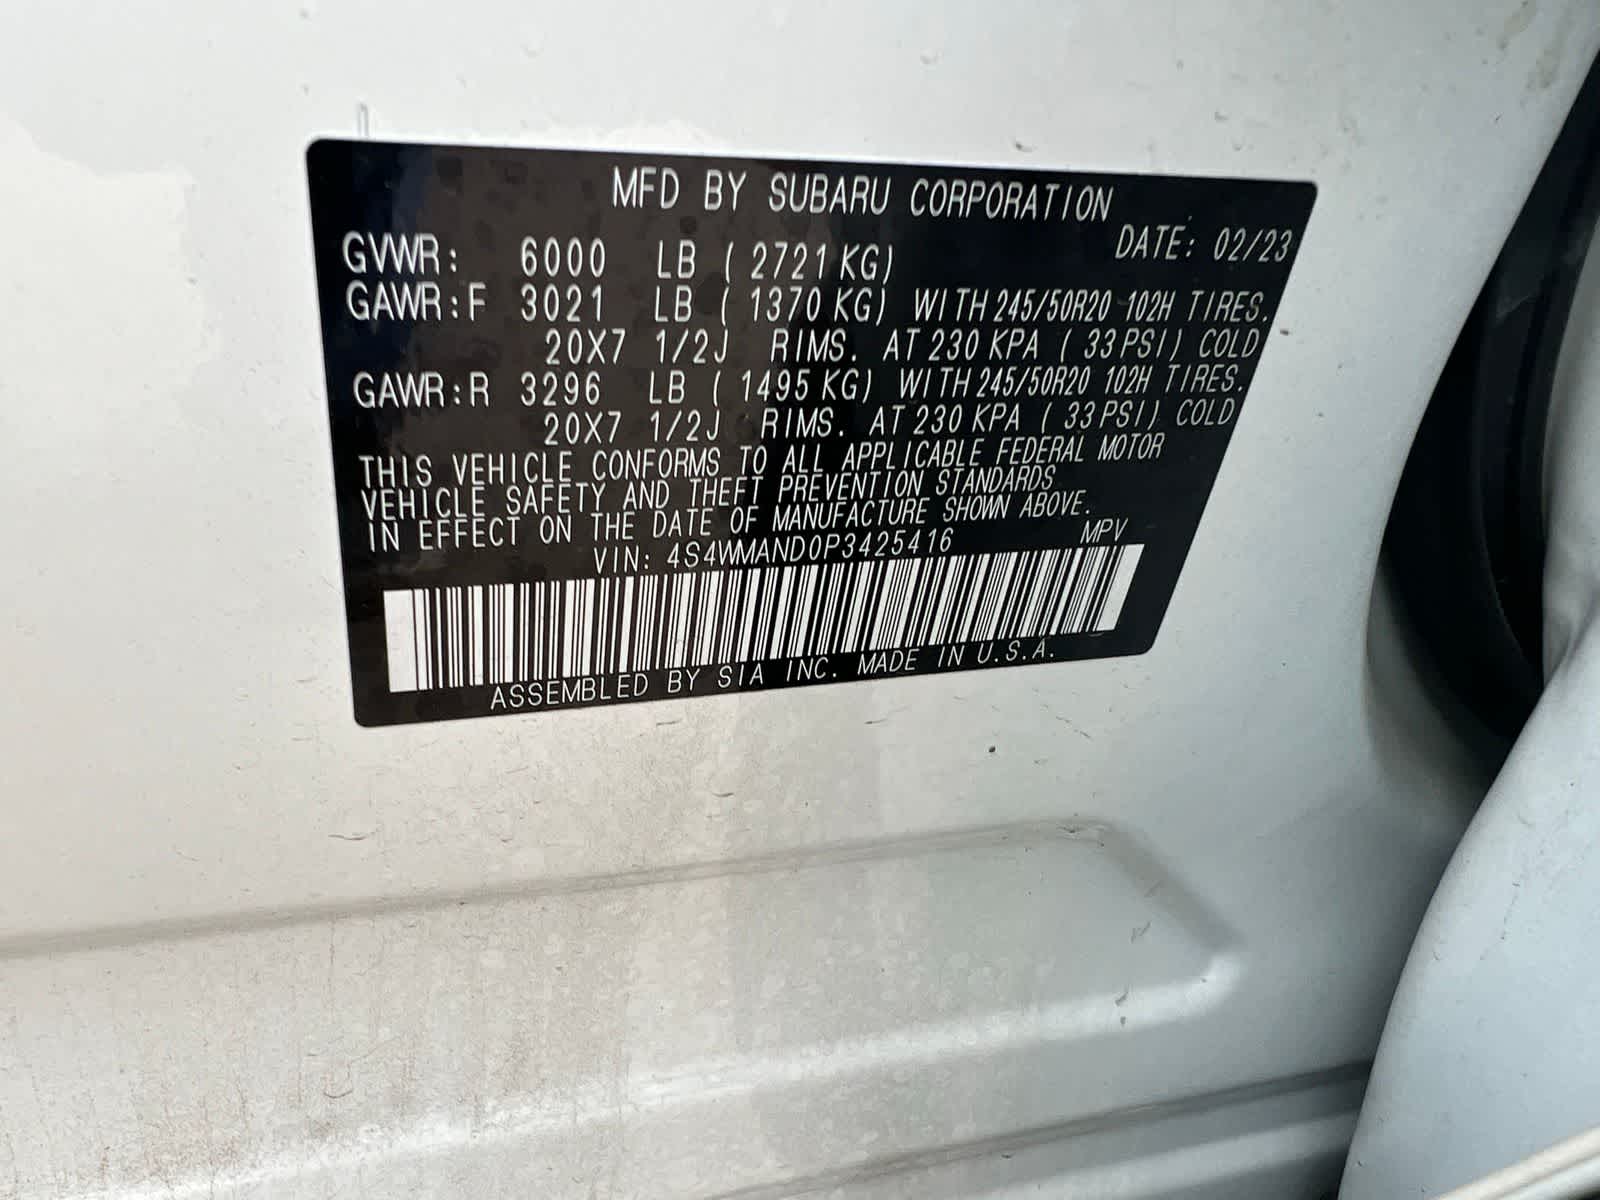 MFD BY SUBARU CORPORATION
DATE: 02/23
GVWR: 6000 LB ( 2721 KG)
GAWR:F 3021 LB ( 1370 KG) WITH 245/50R20 102H TIRES.
20X7 1/2J RIMS. AT 230 KPA ( 33 PSI) COLD
GAWR:R 3296 LB ( 1495 KG) WITH 245/50R20 102H TIRES.
20X7 1/2J RIMS. AT 230 KPA ( 33 PSI) COLD
THIS VEHICLE CONFORMS TO ALL APPLICABLE FEDERAL MOTOR
VEHICLE SAFETY AND THEFT PREVENTION STANDARDS
IN EFFECT ON THE DATE OF MANUFACTURE SHOWN ABOVE.
VIN: 4S4WMAND0P3425416 MPV
ASSEMBLED BY SIA INC. MADE IN U.S.A.